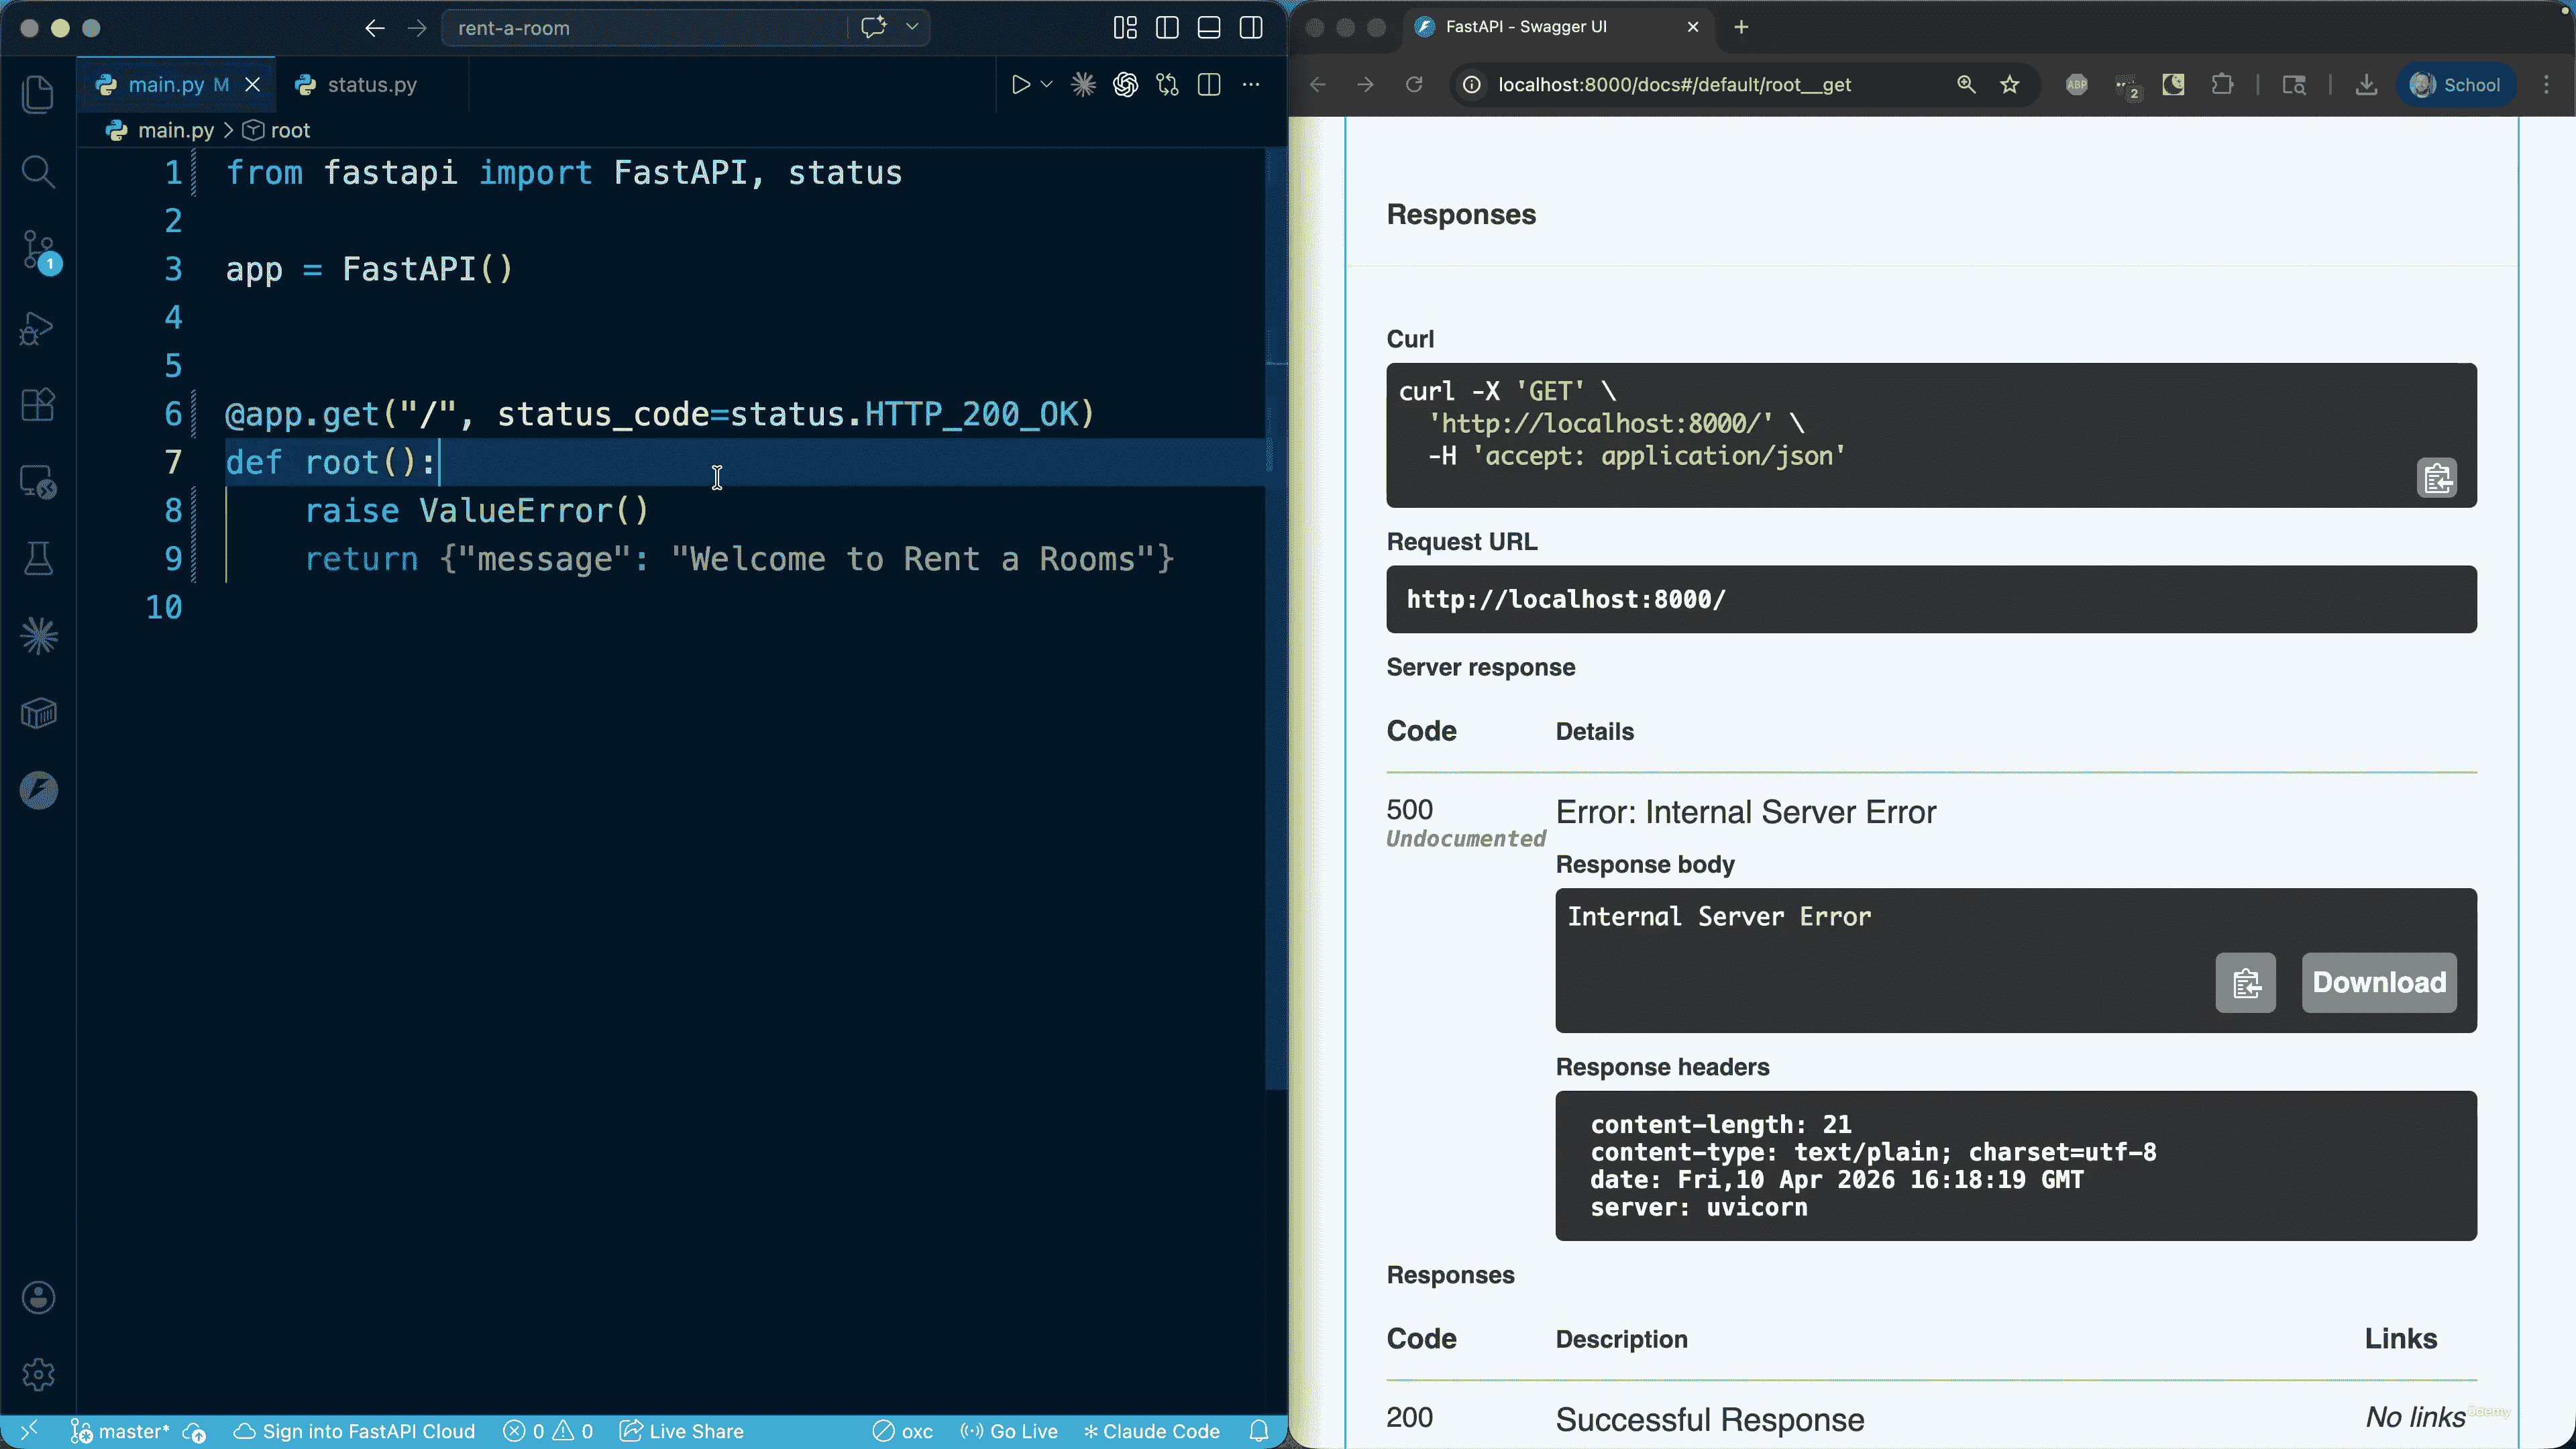 rent-a-room
main.py M
status.py
main.py > root
1 from fastapi import FastAPI, status
2
3 app = FastAPI()
4
5
6 @app.get("/", status_code=status.HTTP_200_OK)
7 def root():
8 raise ValueError()
9 return {"message": "Welcome to Rent a Rooms"}
10
1
master*
Sign into FastAPI Cloud
0 0
Live Share
oxc
Go Live
Claude Code
FastAPI - Swagger UI
localhost:8000/docs#/default/root__get
ABP
2
School
Responses
Curl
curl -X 'GET' \
'http://localhost:8000/' \
-H 'accept: application/json'
Request URL
http://localhost:8000/
Server response
Code Details
500 Error: Internal Server Error
Undocumented
Response body
Internal Server Error
Download
Response headers
content-length: 21
content-type: text/plain; charset=utf-8
date: Fri,10 Apr 2026 16:18:19 GMT
server: uvicorn
Responses
Code Description Links
200 Successful Response No links
udemy